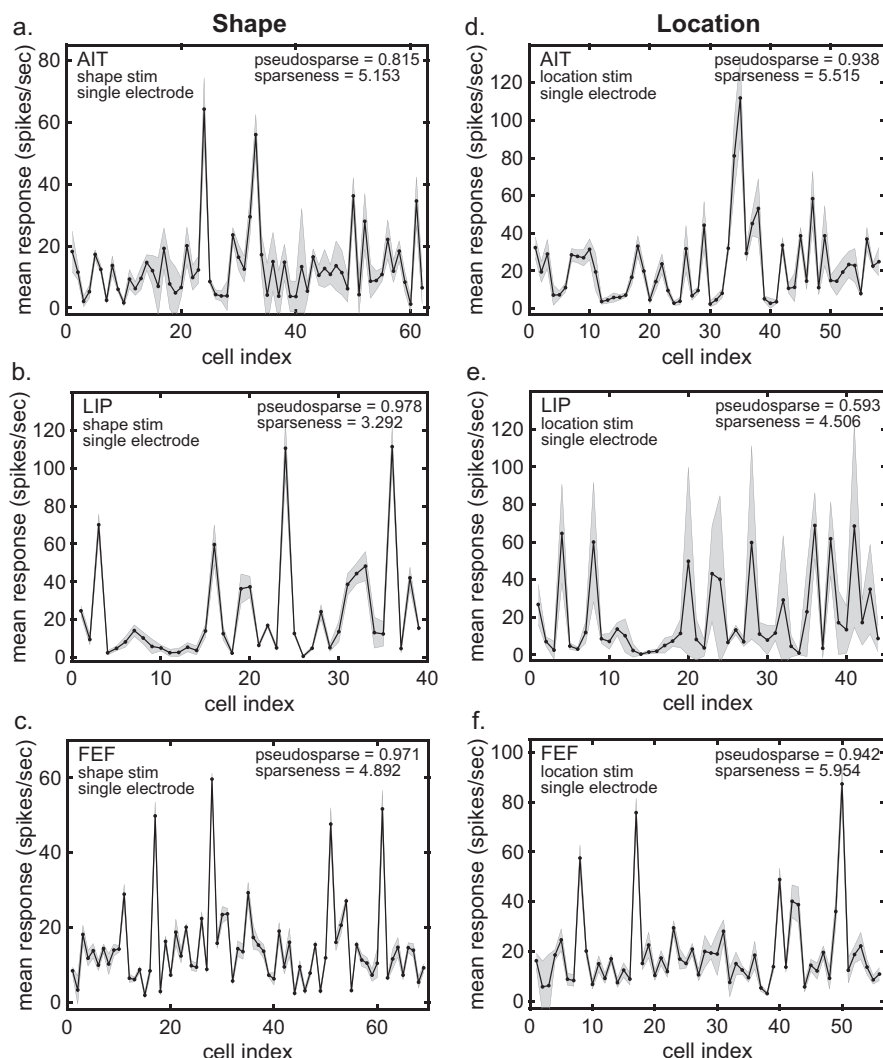 Shape
Location
a.
AIT
shape stim
single electrode
pseudosparse = 0.815
sparseness = 5.153
mean response (spikes/sec)
80
60
40
20
0
0
20
40
60
cell index
d.
AIT
location stim
single electrode
pseudosparse = 0.938
sparseness = 5.515
mean response (spikes/sec)
120
100
80
60
40
20
0
0
10
20
30
40
50
cell index
b.
LIP
shape stim
single electrode
pseudosparse = 0.978
sparseness = 3.292
mean response (spikes/sec)
120
100
80
60
40
20
0
0
10
20
30
40
cell index
e.
LIP
location stim
single electrode
pseudosparse = 0.593
sparseness = 4.506
mean response (spikes/sec)
120
100
80
60
40
20
0
0
10
20
30
40
cell index
c.
FEF
shape stim
single electrode
pseudosparse = 0.971
sparseness = 4.892
mean response (spikes/sec)
60
40
20
0
0
20
40
60
cell index
f.
FEF
location stim
single electrode
pseudosparse = 0.942
sparseness = 5.954
mean response (spikes/sec)
100
80
60
40
20
0
0
10
20
30
40
50
cell index